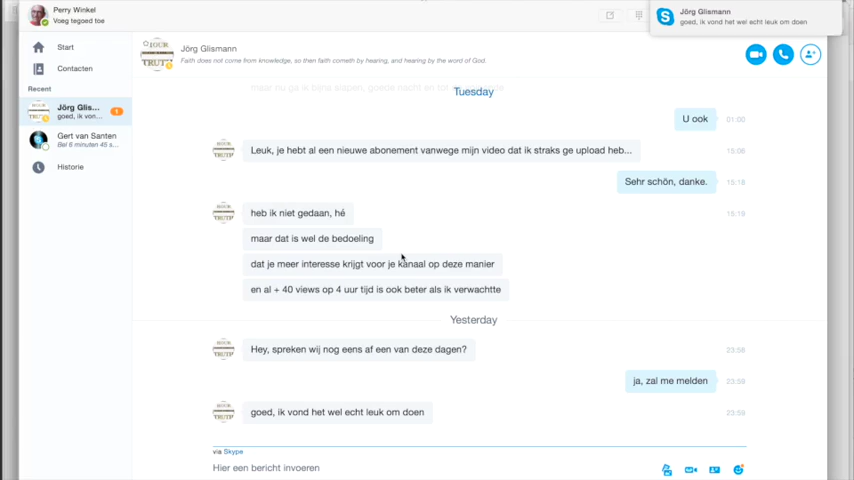 Perry Winkel
Voeg tegoed toe
Jörg Glismann
goed, ik vond het wel echt leuk om doen
Start
Contacten
Recent
Jörg Glis...
goed, ik von...
1
Gert van Santen
Bel 6 minuten 45 s...
Historie
Jörg Glismann
Faith does not come from knowledge, so then faith cometh by hearing, and hearing by the word of God.
Tuesday
U ook
01:00
Leuk, je hebt al een nieuwe abonement vanwege mijn video dat ik straks ge upload heb...
15:06
Sehr schön, danke.
15:18
heb ik niet gedaan, hé
15:19
maar dat is wel de bedoeling
dat je meer interesse krijgt voor je kanaal op deze manier
en al + 40 views op 4 uur tijd is ook beter als ik verwachtte
Yesterday
Hey, spreken wij nog eens af een van deze dagen?
23:58
ja, zal me melden
23:59
goed, ik vond het wel echt leuk om doen
23:59
via Skype
Hier een bericht invoeren